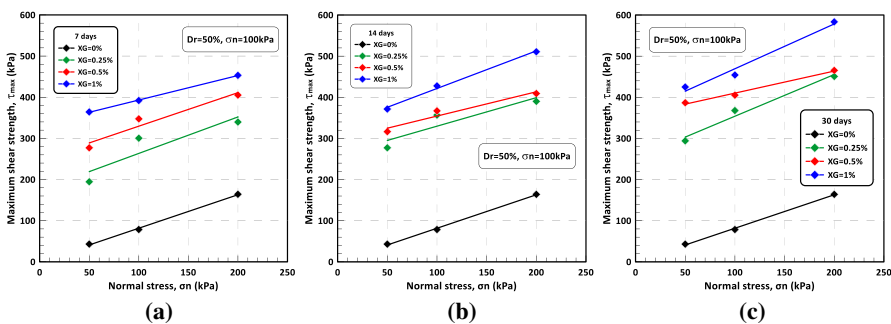 600
500
400
300
200
100
0
0
50
100
150
200
250
Maximum shear strength, τmax (kPa)
Normal stress, σn (kPa)
7 days
XG=0%
XG=0.25%
XG=0.5%
XG=1%
Dr=50%, σn=100kPa
(a)
600
500
400
300
200
100
0
0
50
100
150
200
250
Maximum shear strength, τmax (kPa)
Normal stress, σn (kPa)
14 days
XG=0%
XG=0.25%
XG=0.5%
XG=1%
Dr=50%, σn=100kPa
(b)
600
500
400
300
200
100
0
0
50
100
150
200
250
Maximum shear strength, τmax (kPa)
Normal stress, σn (kPa)
Dr=50%, σn=100kPa
30 days
XG=0%
XG=0.25%
XG=0.5%
XG=1%
(c)